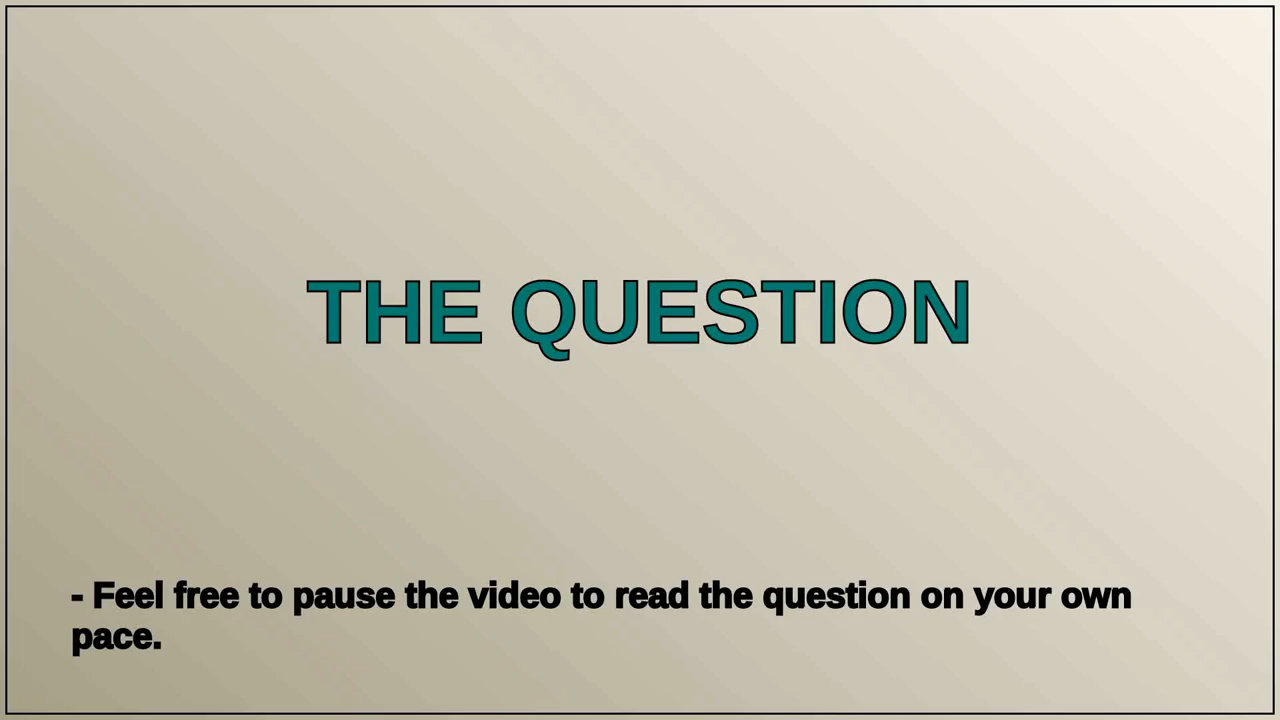 THE QUESTION
- Feel free to pause the video to read the question on your own
pace.